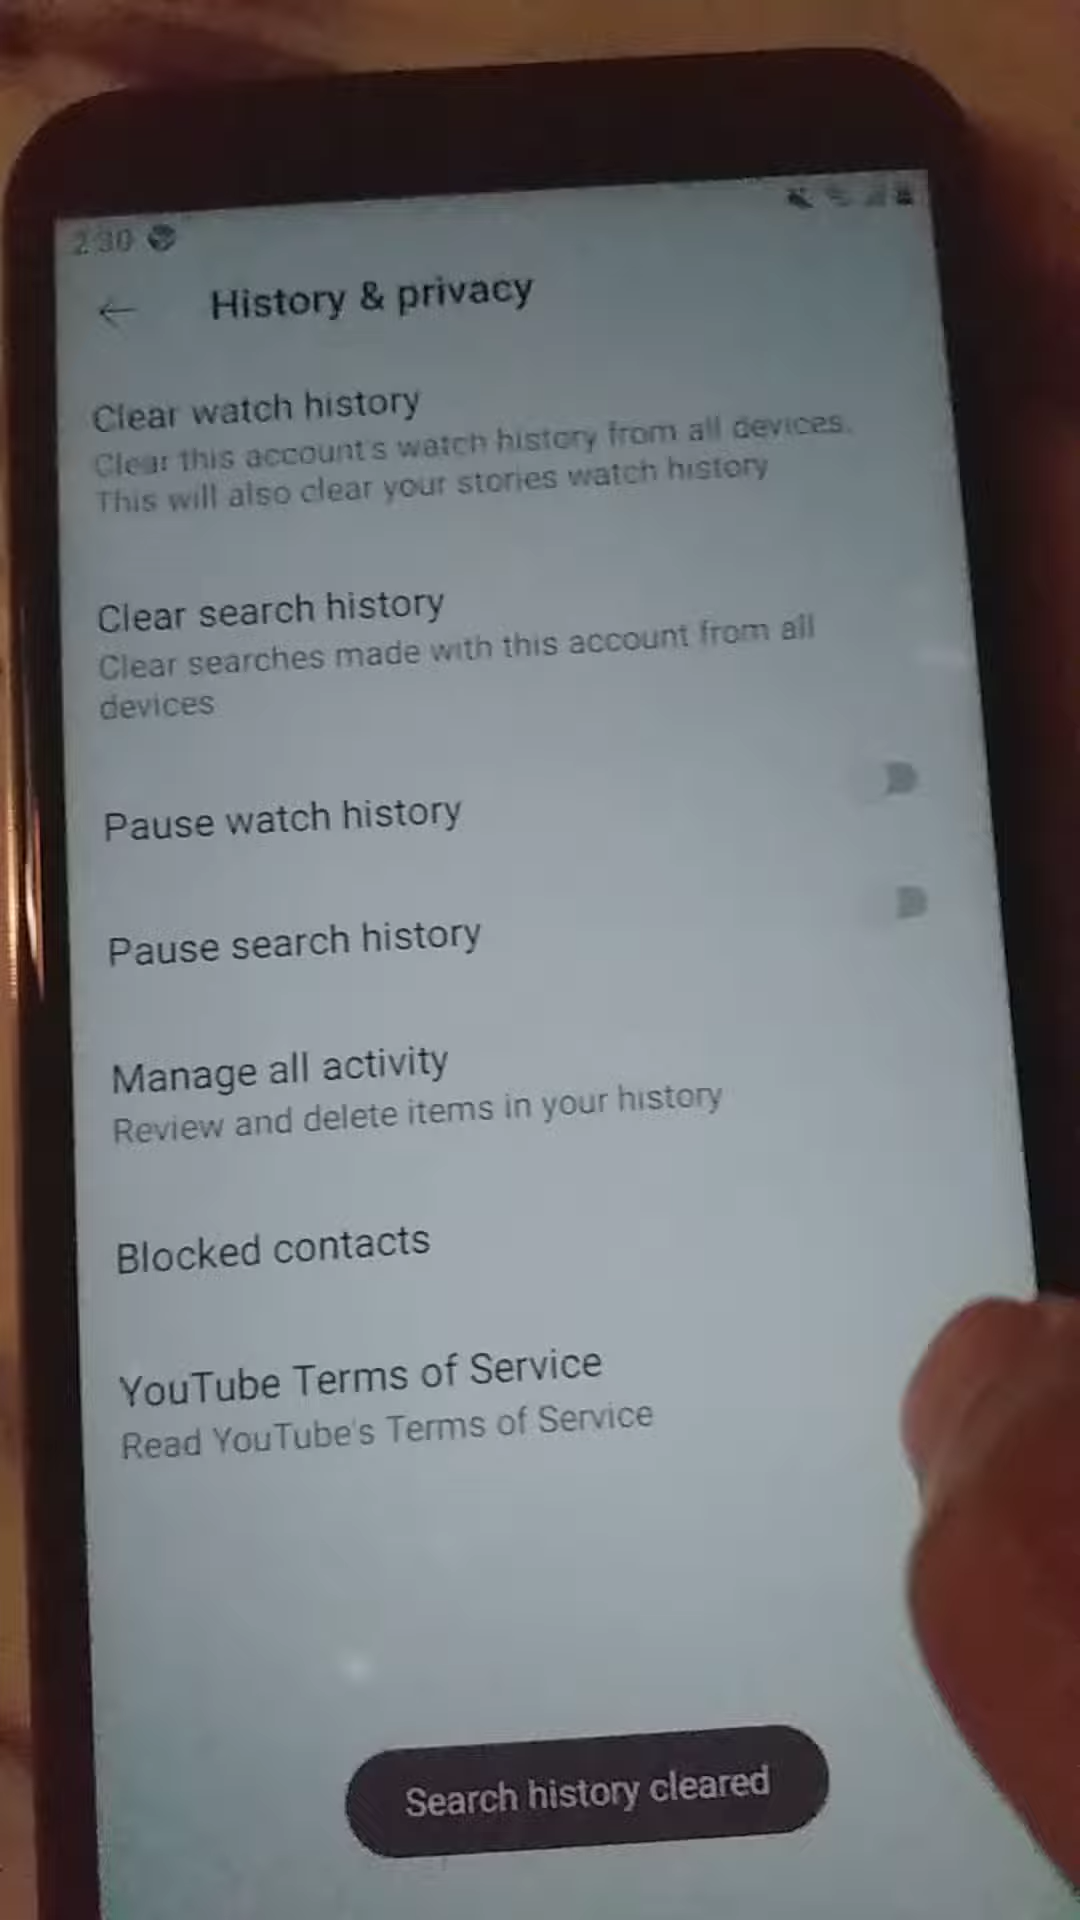 2:30
History & privacy
Clear watch history
Clear this account's watch history from all devices.
This will also clear your stories watch history
Clear search history
Clear searches made with this account from all
devices
Pause watch history
Pause search history
Manage all activity
Review and delete items in your history
Blocked contacts
YouTube Terms of Service
Read YouTube's Terms of Service
Search history cleared